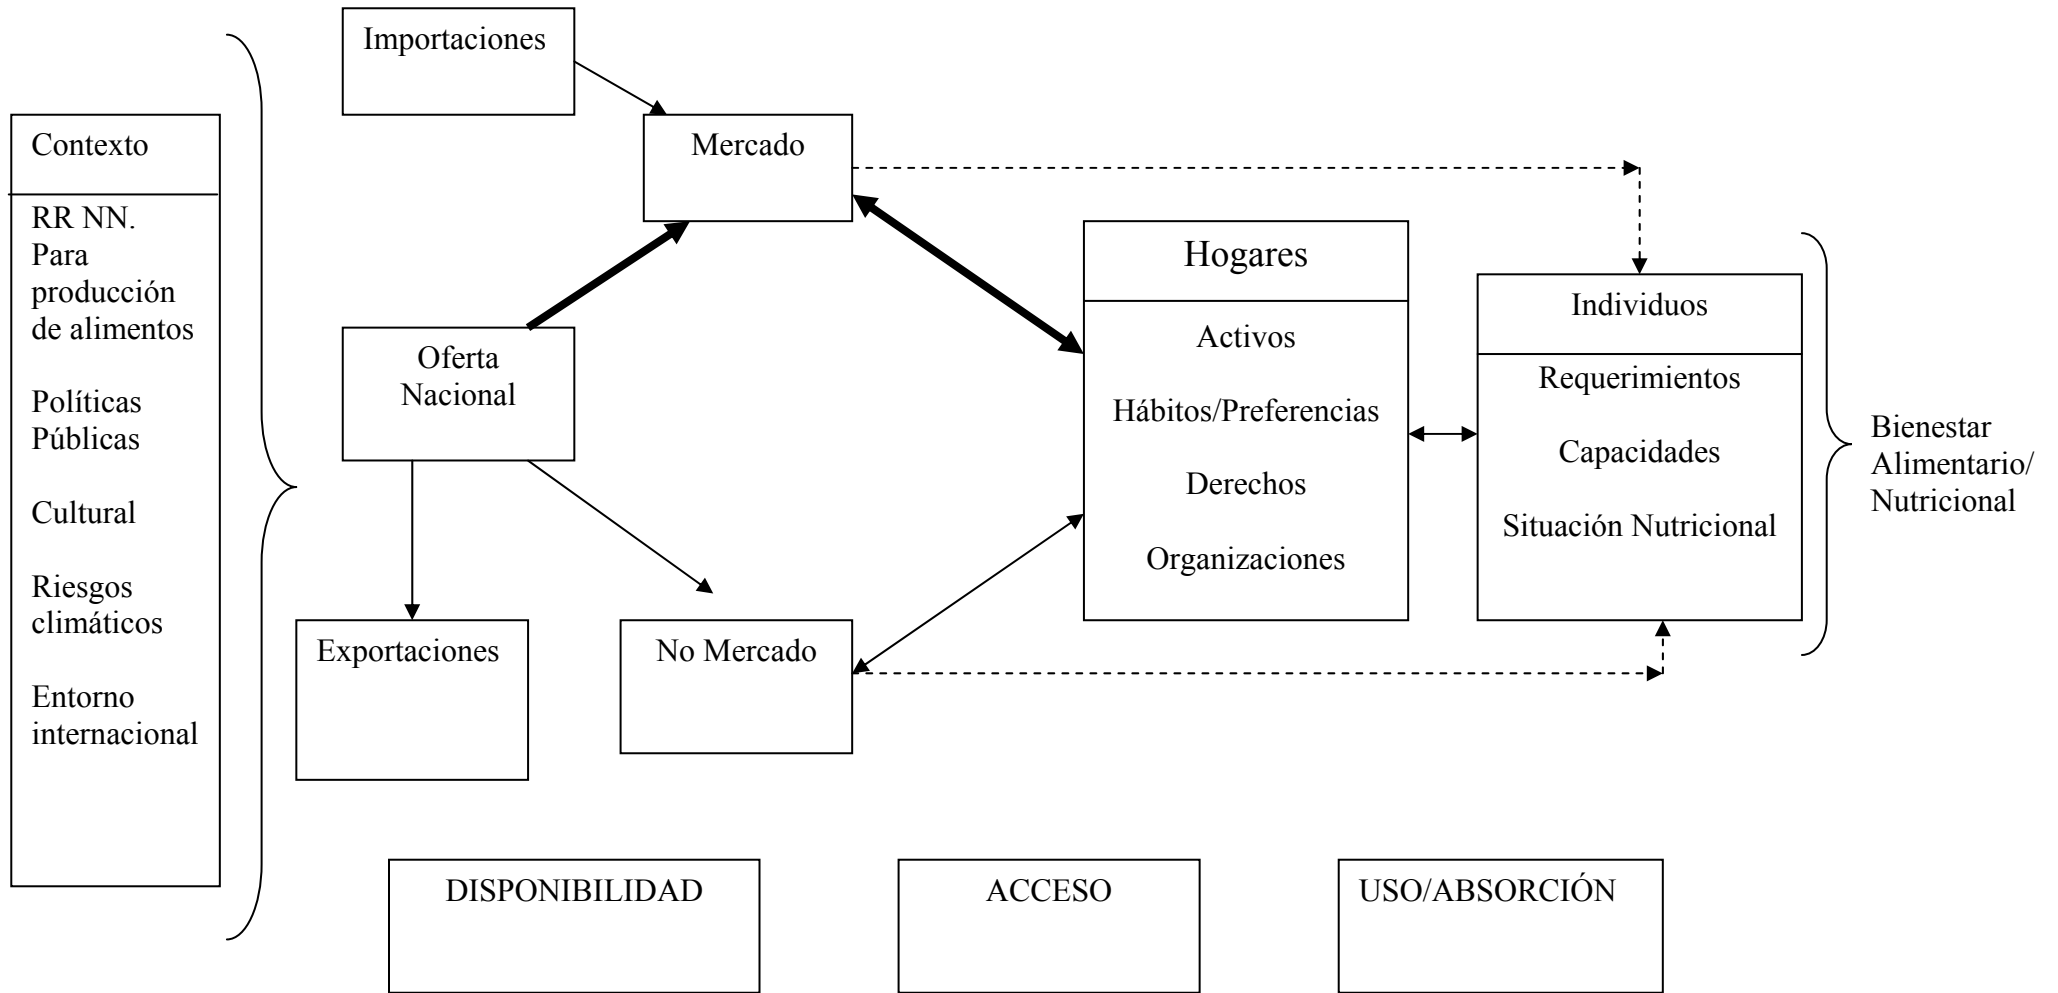 Importaciones
Contexto
RR NN.
Para
producción
de alimentos
Políticas
Públicas
Cultural
Riesgos
climáticos
Entorno
internacional
Mercado
Oferta
Nacional
Exportaciones
No Mercado
Hogares
Activos
Hábitos/Preferencias
Derechos
Organizaciones
Individuos
Requerimientos
Capacidades
Situación Nutricional
Bienestar
Alimentario/
Nutricional
DISPONIBILIDAD
ACCESO
USO/ABSORCIÓN